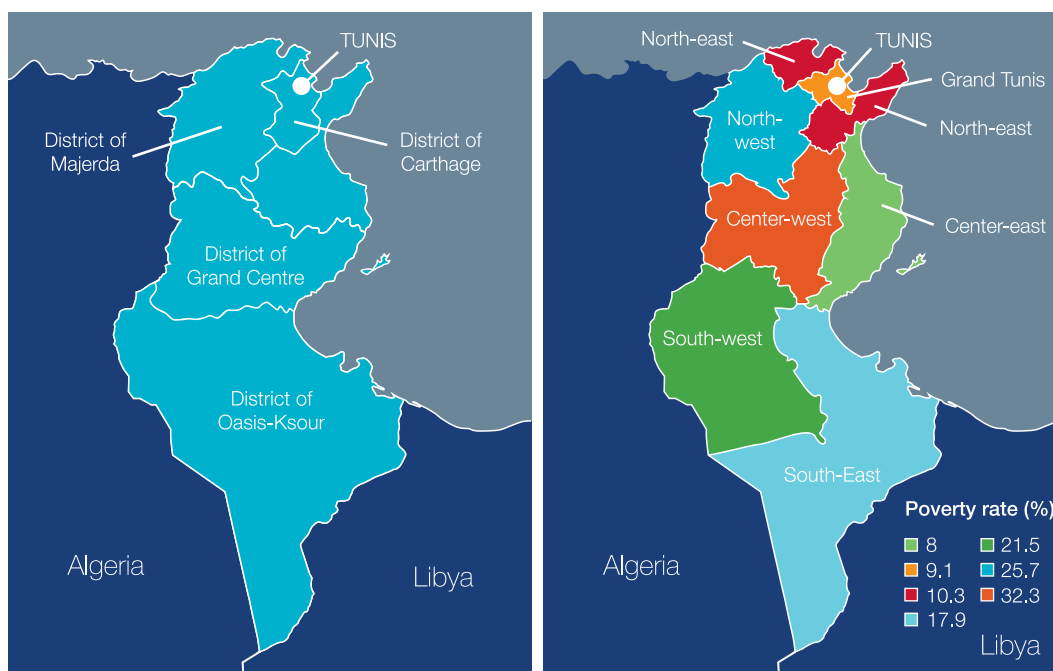 TUNIS
District of
Majerda
District of
Carthage
District of
Grand Centre
District of
Oasis-Ksour
Algeria
Libya
North-east
TUNIS
Grand Tunis
North-east
North-
west
Center-west
Center-east
South-west
South-East
Poverty rate (%)
8
21.5
9.1
25.7
10.3
32.3
17.9
Algeria
Libya